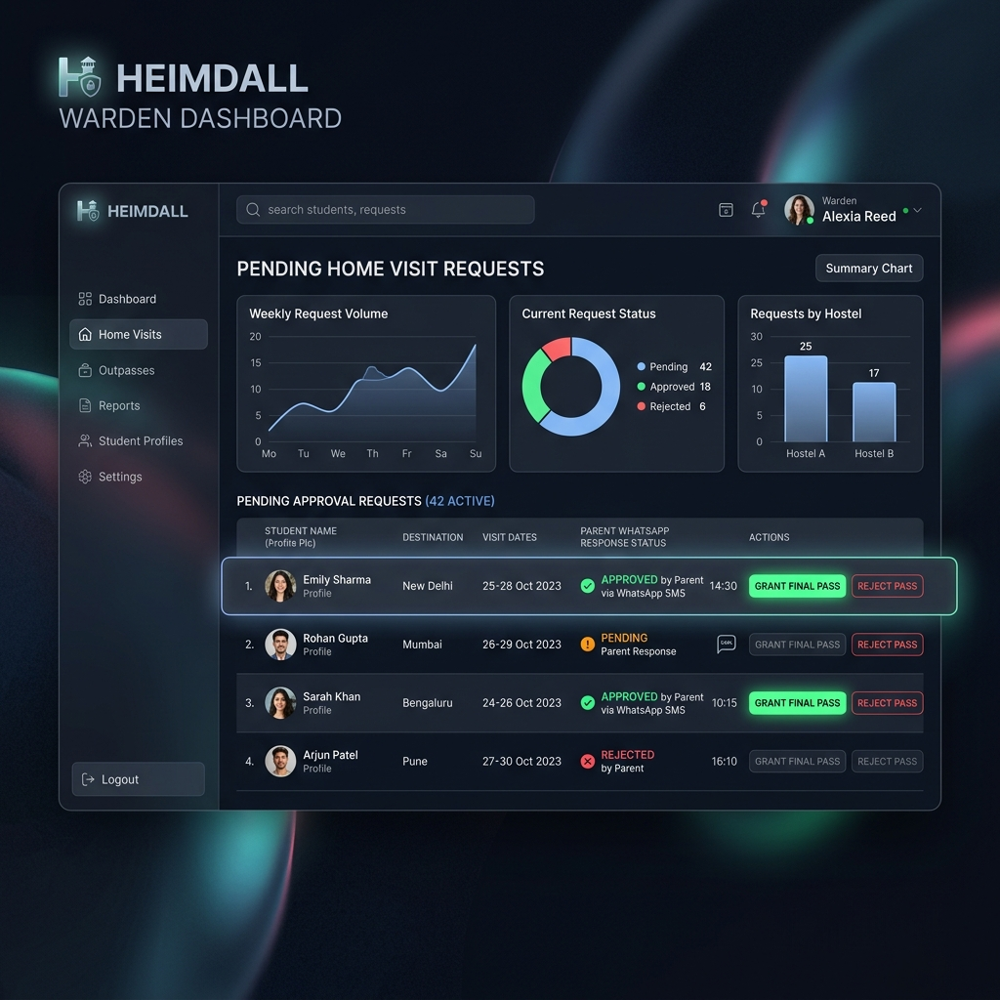 HEIMDALL
WARDEN DASHBOARD
HEIMDALL
search students, requests
Warden
Alexia Reed
Dashboard
Home Visits
Outpasses
Reports
Student Profiles
Settings
Logout
PENDING HOME VISIT REQUESTS
Summary Chart
Weekly Request Volume
20
15
10
5
0
Mo Tu We Th Fr Sa Su
Current Request Status
Pending 42
Approved 18
Rejected 6
Requests by Hostel
30
25
10
5
0
25
17
Hostel A Hostel B
PENDING APPROVAL REQUESTS (42 ACTIVE)
STUDENT NAME
(Profite Plc)
DESTINATION
VISIT DATES
PARENT WHATSAPP
RESPONSE STATUS
ACTIONS
1. Emily Sharma
Profile
New Delhi
25-28 Oct 2023
APPROVED by Parent
via WhatsApp SMS
14:30
GRANT FINAL PASS
REJECT PASS
2. Rohan Gupta
Profile
Mumbai
26-29 Oct 2023
PENDING
Parent Response
GRANT FINAL PASS
REJECT PASS
3. Sarah Khan
Profile
Bengaluru
24-26 Oct 2023
APPROVED by Parent
via WhatsApp SMS
10:15
GRANT FINAL PASS
REJECT PASS
4. Arjun Patel
Profile
Pune
27-30 Oct 2023
REJECTED
by Parent
16:10
GRANT FINAL PASS
REJECT PASS